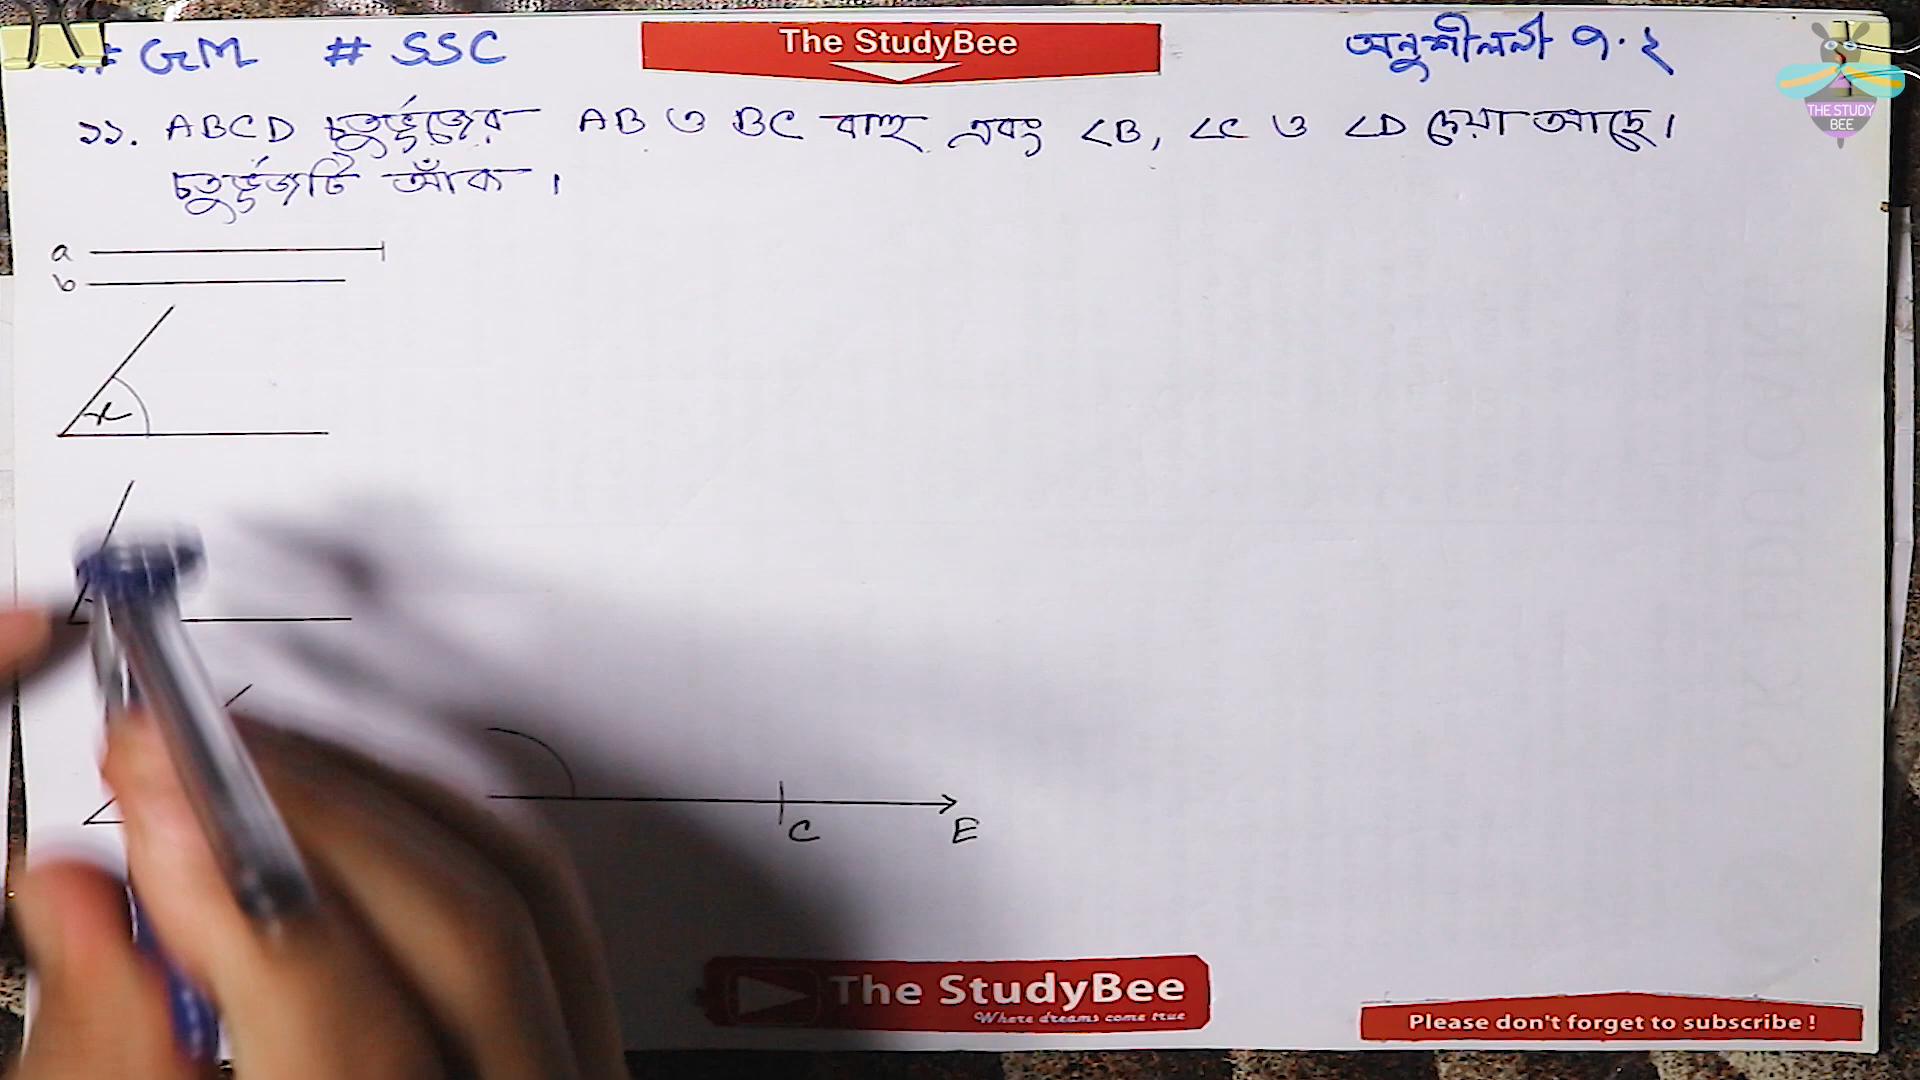 # GM # SSC
The StudyBee
অনুশীলনী ৭.২
THE STUDY
BEE
১১. ABCD চতুর্ভুজের AB ও BC বাহু এবং ∠B, ∠C ও ∠D দেয়া আছে।
চতুর্ভুজটি আঁক।
a
b
x
C
E
The StudyBee
Where dreams come true
Please don't forget to subscribe !